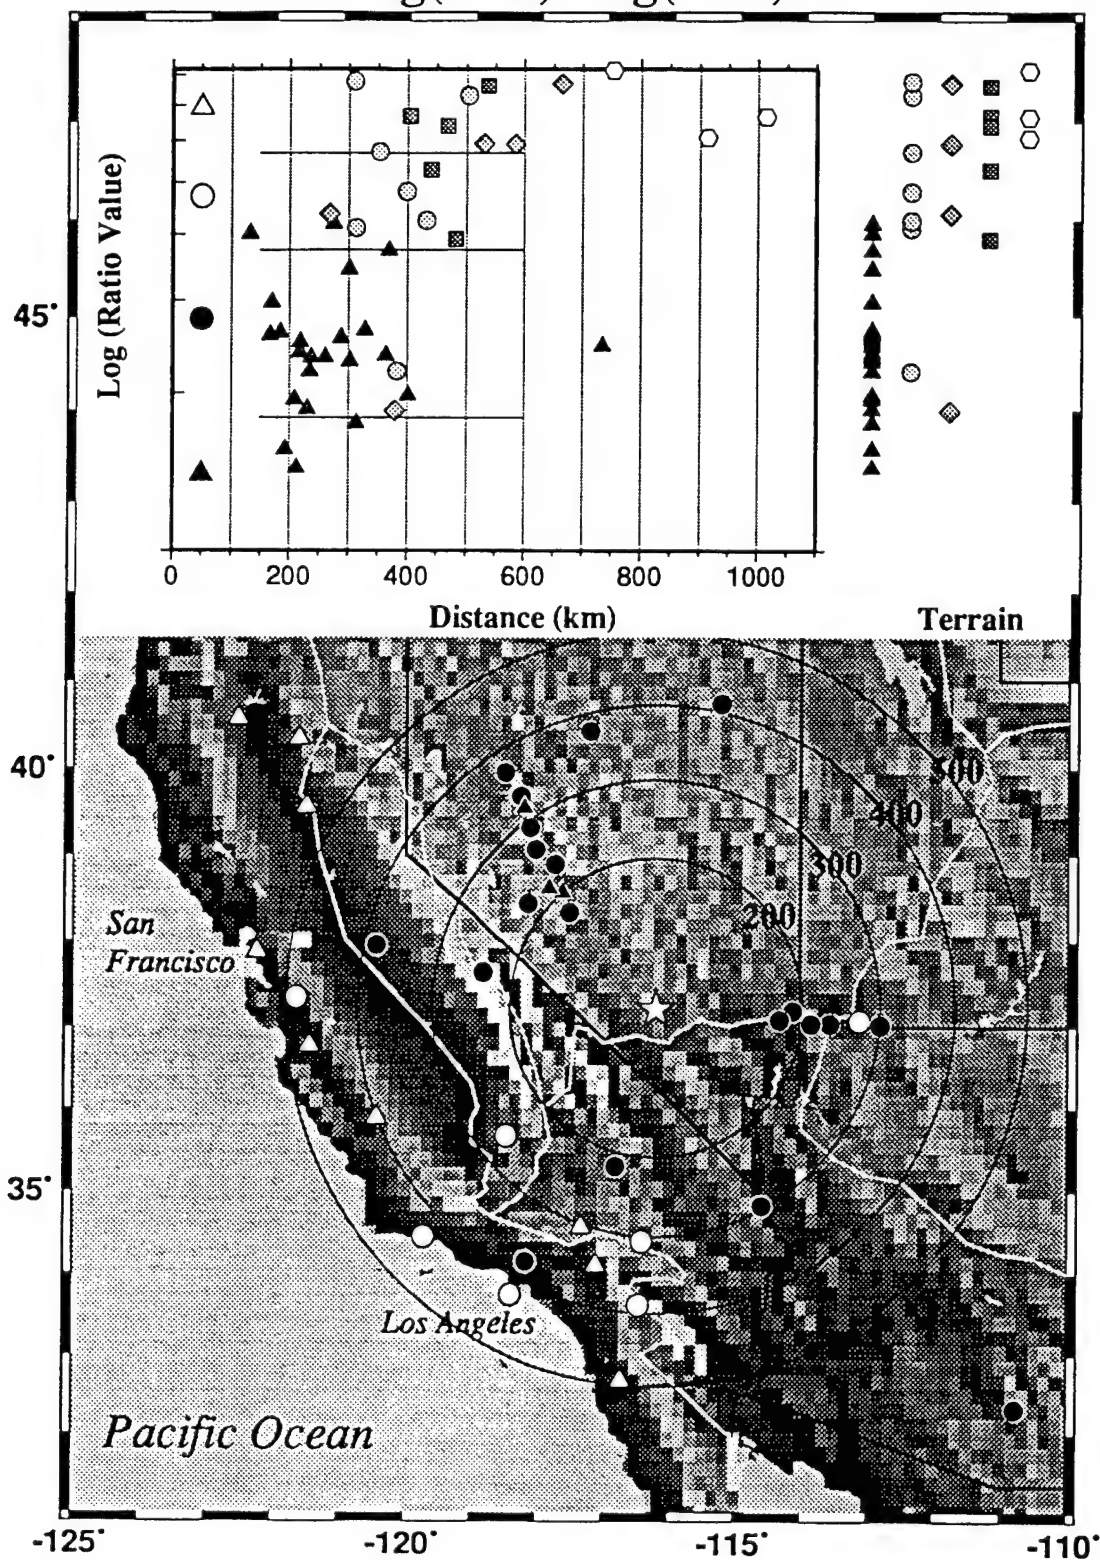 Log (Ratio Value)
45°
0 200 400 600 800 1000
Distance (km)
Terrain
40°
500
400
300
200
San
Francisco
35°
Los Angeles
Pacific Ocean
-125° -120° -115° -110°